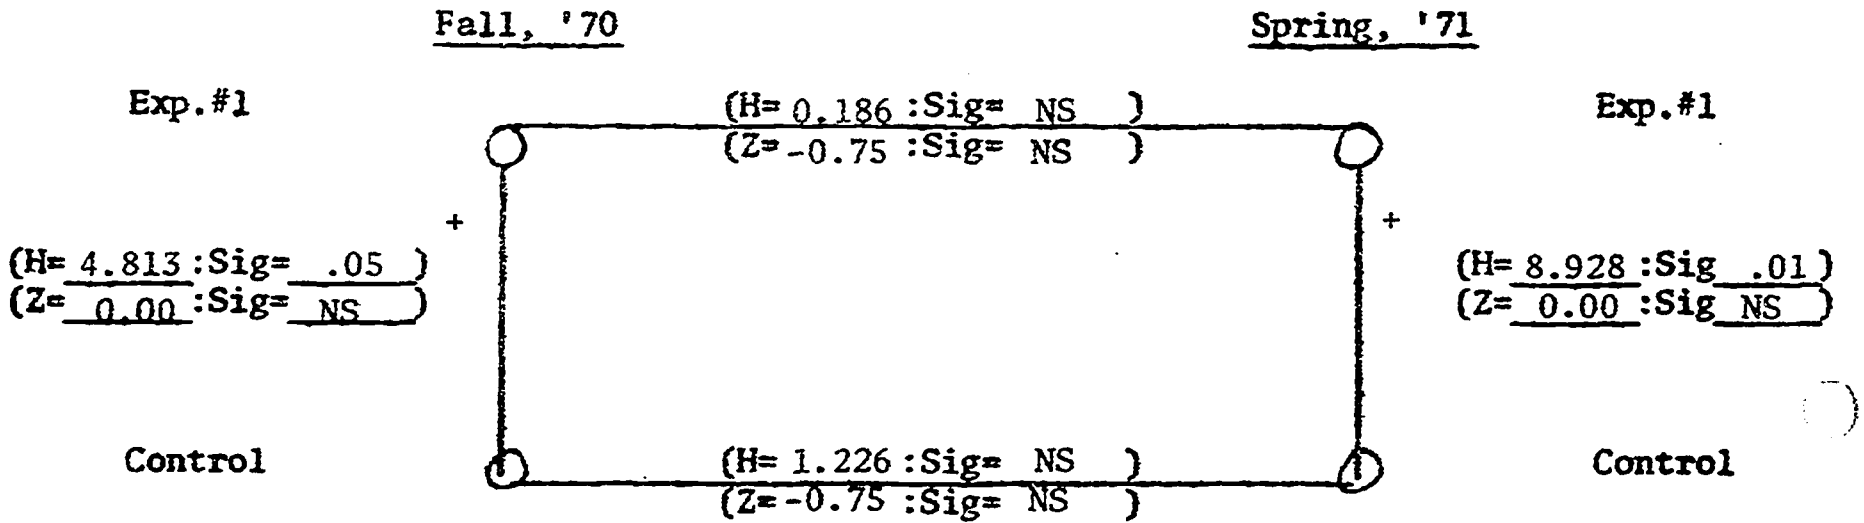 Fall, '70 Spring, '71
Exp.#1 (H= 0.186 :Sig= NS ) Exp.#1
(Z= -0.75 :Sig= NS )
+ +
(H= 4.813 :Sig= .05 ) (H= 8.928 :Sig .01 )
(Z= 0.00 :Sig= NS ) (Z= 0.00 :Sig NS )
Control (H= 1.226 :Sig= NS ) Control
(Z= -0.75 :Sig= NS )